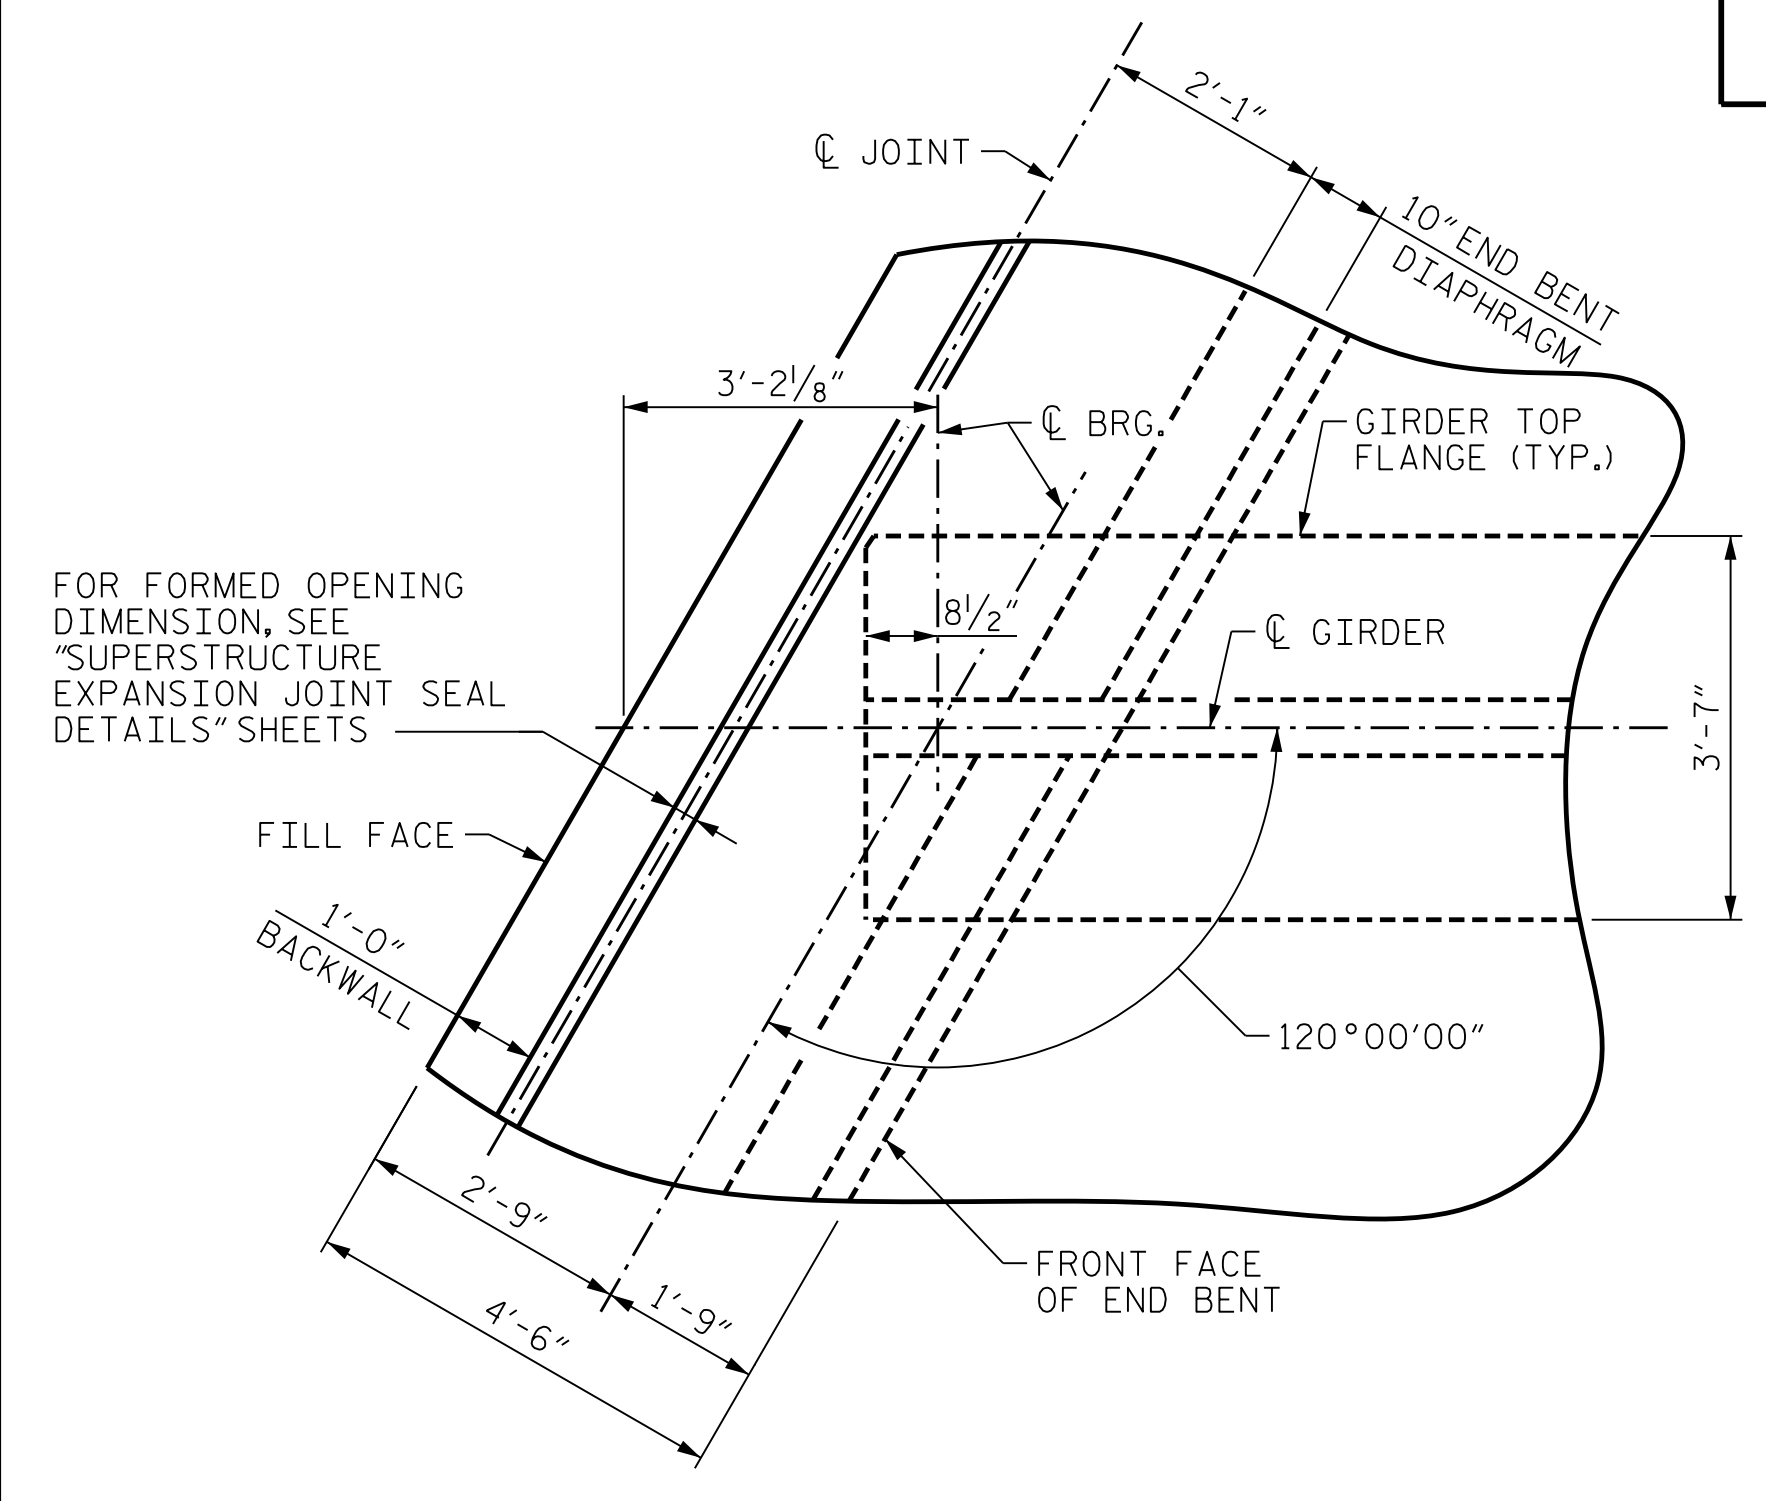 2'-1"
℄ JOINT
10" END BENT
DIAPHRAGM
3'-2 1/8"
℄ BRG.
GIRDER TOP
FLANGE (TYP.)
FOR FORMED OPENING
DIMENSION, SEE
"SUPERSTRUCTURE
EXPANSION JOINT SEAL
DETAILS" SHEETS
8 1/2"
℄ GIRDER
3'-7"
FILL FACE
1'-0"
BACKWALL
120°00'00"
2'-9"
FRONT FACE
OF END BENT
1'-9"
4'-6"